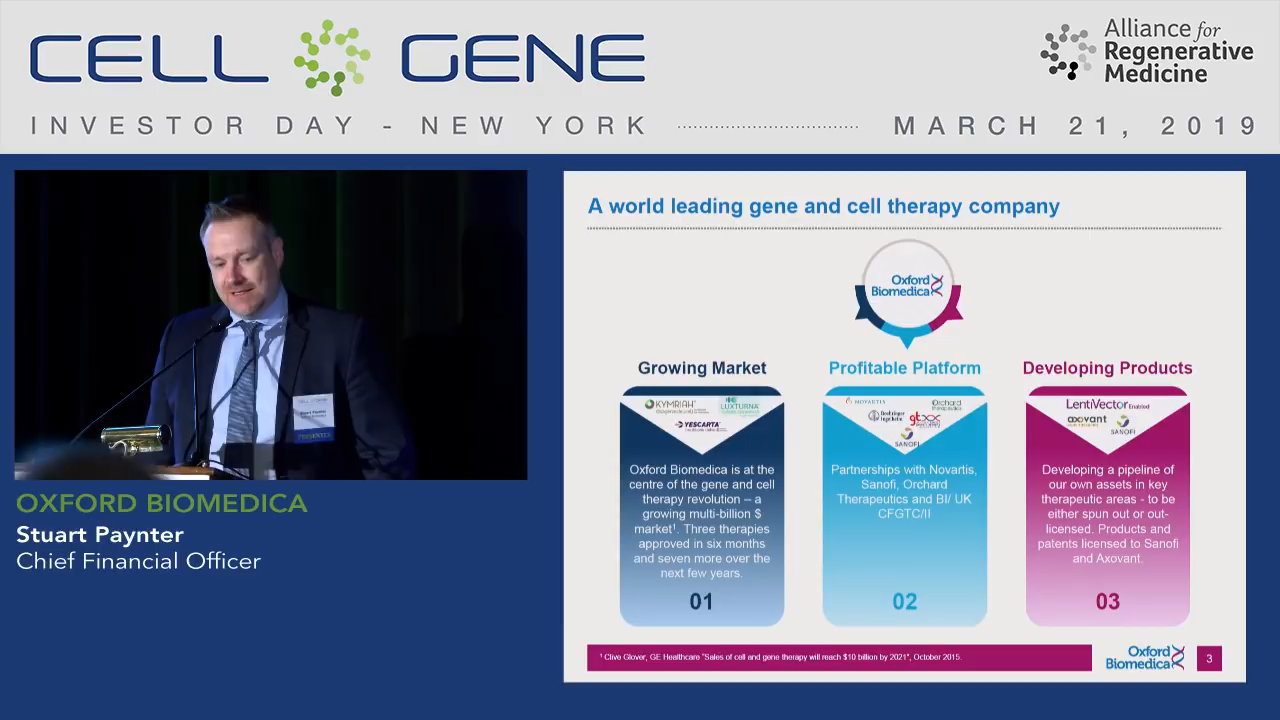 CELL GENE
Alliance for
Regenerative
Medicine
INVESTOR DAY - NEW YORK
MARCH 21, 2019
OXFORD BIOMEDICA
Stuart Paynter
Chief Financial Officer
A world leading gene and cell therapy company
Oxford
Biomedica
Growing Market
KYMRIAH
LUXTURNA
YESCARTA
Oxford Biomedica is at the
centre of the gene and cell
therapy revolution – a
growing multi-billion $
market¹. Three therapies
approved in six months
and seven more over the
next few years.
01
Profitable Platform
NOVARTIS
Orchard
therapeutics
Boehringer
Ingelheim
SANOFI
Partnerships with Novartis,
Sanofi, Orchard
Therapeutics and BI/ UK
CFGTC/II
02
Developing Products
LentiVector Enabled
axovant
SANOFI
Developing a pipeline of
our own assets in key
therapeutic areas - to be
either spun out or out-
licensed. Products and
patents licensed to Sanofi
and Axovant.
03
¹ Clive Glover, GE Healthcare "Sales of cell and gene therapy will reach $10 billion by 2021", October 2015.
Oxford
Biomedica
3